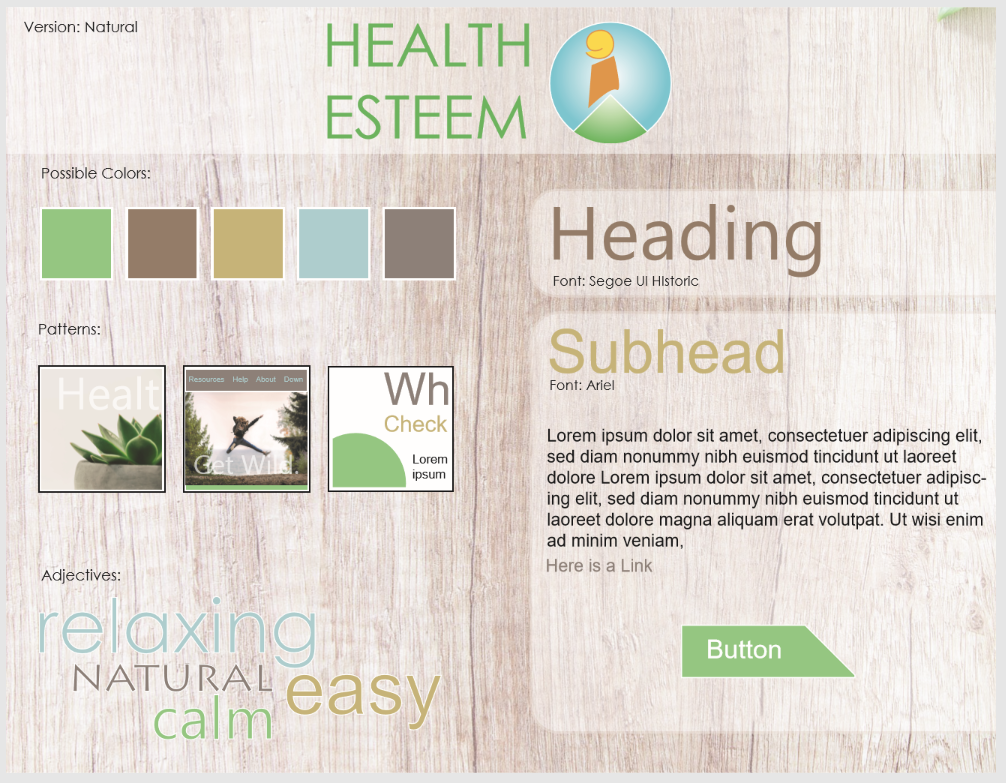 Version: Natural
HEALTH
ESTEEM
Possible Colors:
Heading
Font: Segoe UI HIstoric
Patterns:
Healt
Resources Help About Down
Get Wild.
Wh
Check
Lorem
ipsum
Subhead
Font: Ariel
Lorem ipsum dolor sit amet, consectetuer adipiscing elit,
sed diam nonummy nibh euismod tincidunt ut laoreet
dolore Lorem ipsum dolor sit amet, consectetuer adipisc-
ing elit, sed diam nonummy nibh euismod tincidunt ut
laoreet dolore magna aliquam erat volutpat. Ut wisi enim
ad minim veniam,
Here is a Link
Button
Adjectives:
relaxing
NATURAL
easy
calm